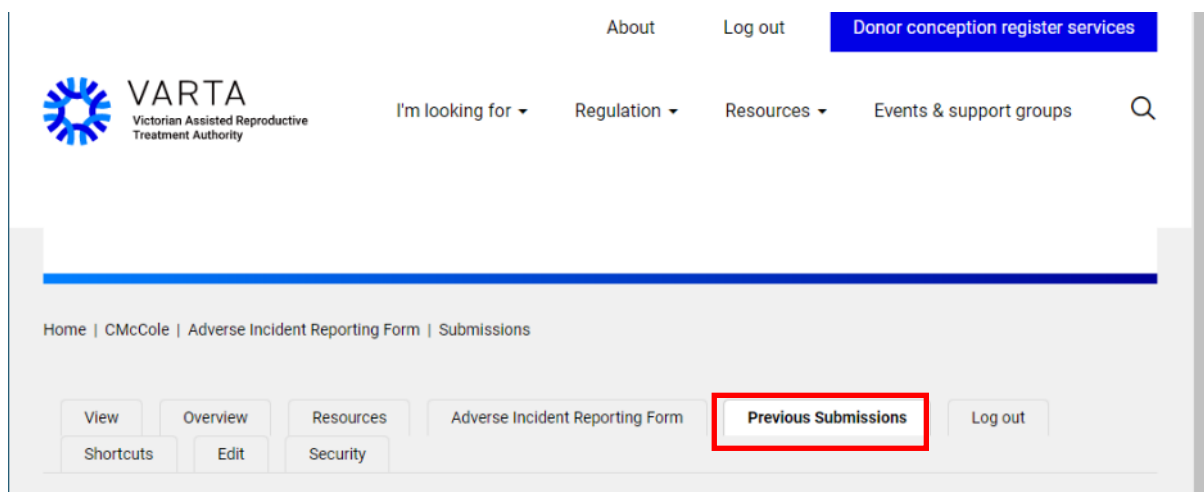 About Log out Donor conception register services
VARTA
Victorian Assisted Reproductive
Treatment Authority
I'm looking for Regulation Resources Events & support groups
Home | CMcCole | Adverse Incident Reporting Form | Submissions
View Overview Resources Adverse Incident Reporting Form Previous Submissions Log out
Shortcuts Edit Security